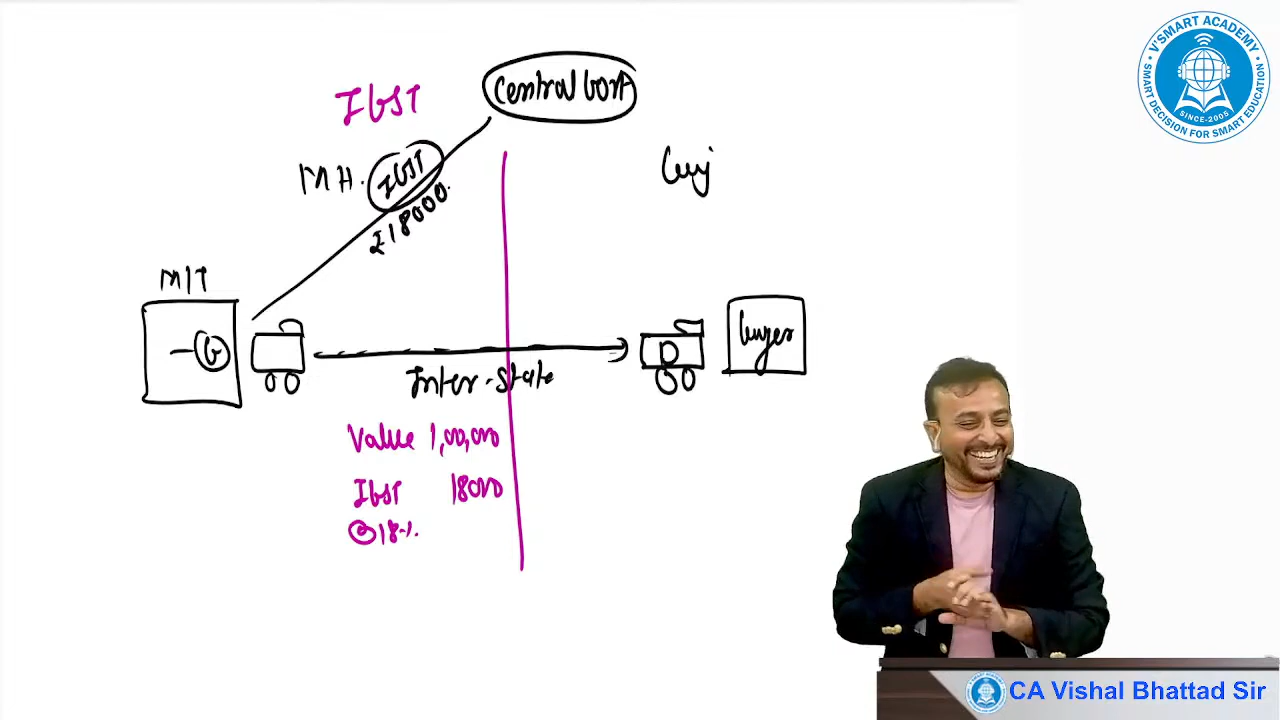 IGST
Central Govt
MH.
IGST
₹18000.
Guj
M/T
G
Buyer
Inter-State
Value 1,00,000
IGST 18000
@18%.
V'SMART ACADEMY
SMART DECISION FOR SMART EDUCATION
SINCE-2005
CA Vishal Bhattad Sir